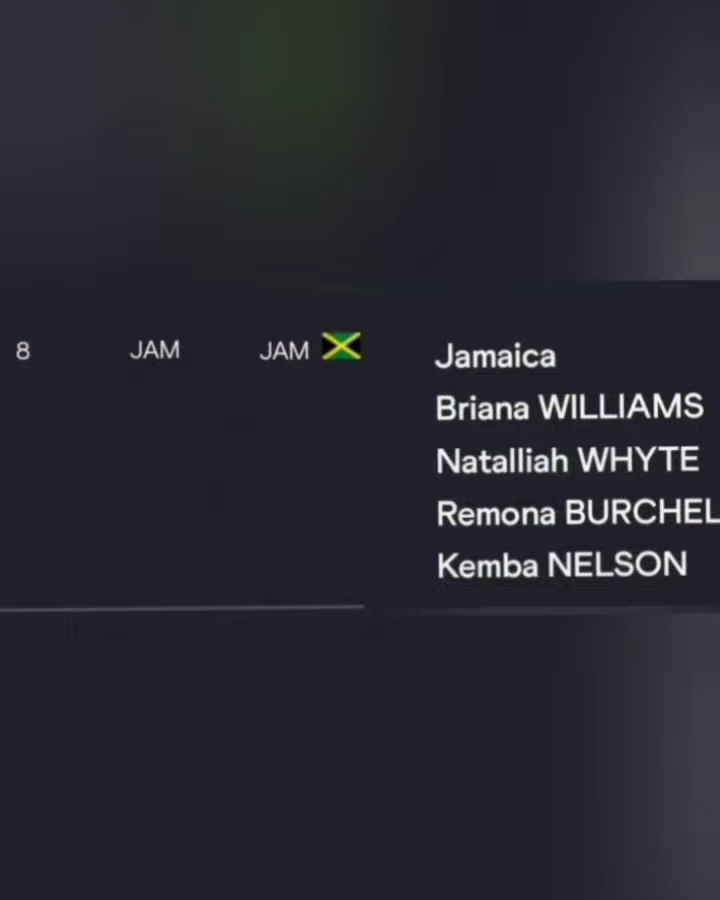 8 JAM JAM Jamaica
Briana WILLIAMS
Natalliah WHYTE
Remona BURCHEL
Kemba NELSON